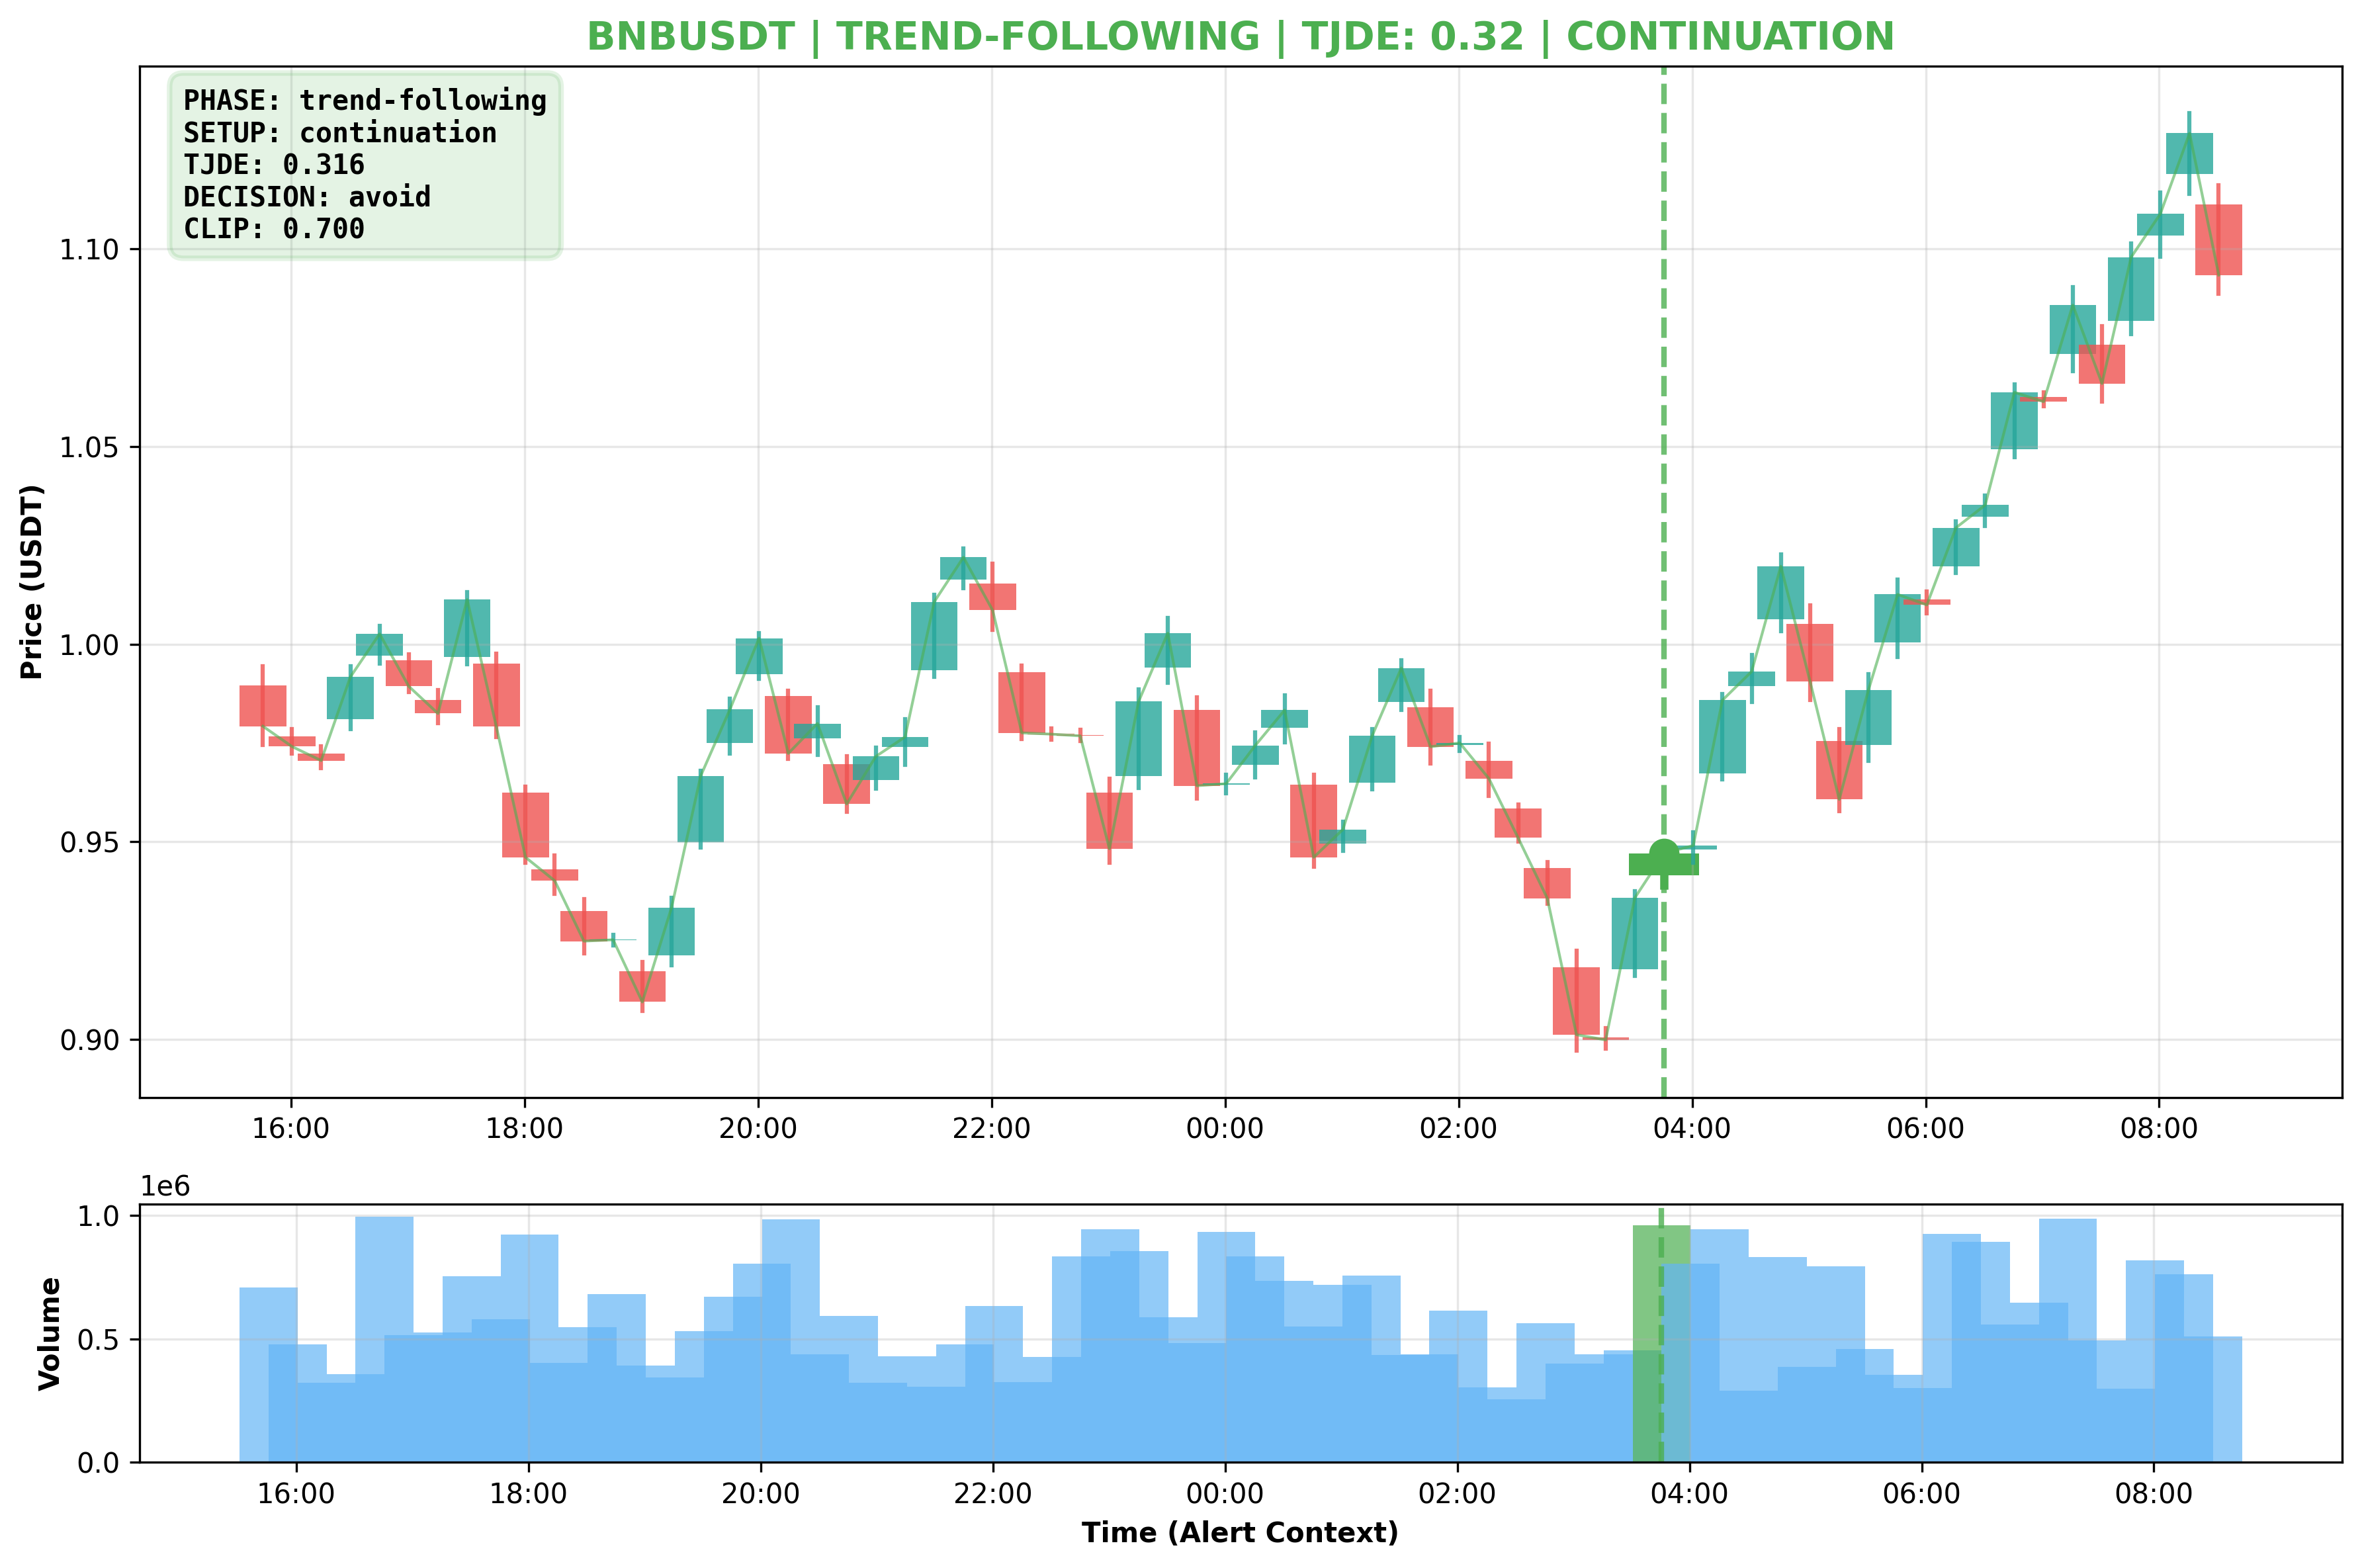 BNBUSDT | TREND-FOLLOWING | TJDE: 0.32 | CONTINUATION
PHASE: trend-following
SETUP: continuation
TJDE: 0.316
DECISION: avoid
CLIP: 0.700
Price (USDT)
1.10
1.05
1.00
0.95
0.90
16:00 18:00 20:00 22:00 00:00 02:00 04:00 06:00 08:00
1e6
Volume
1.0
0.5
0.0
16:00 18:00 20:00 22:00 00:00 02:00 04:00 06:00 08:00
Time (Alert Context)